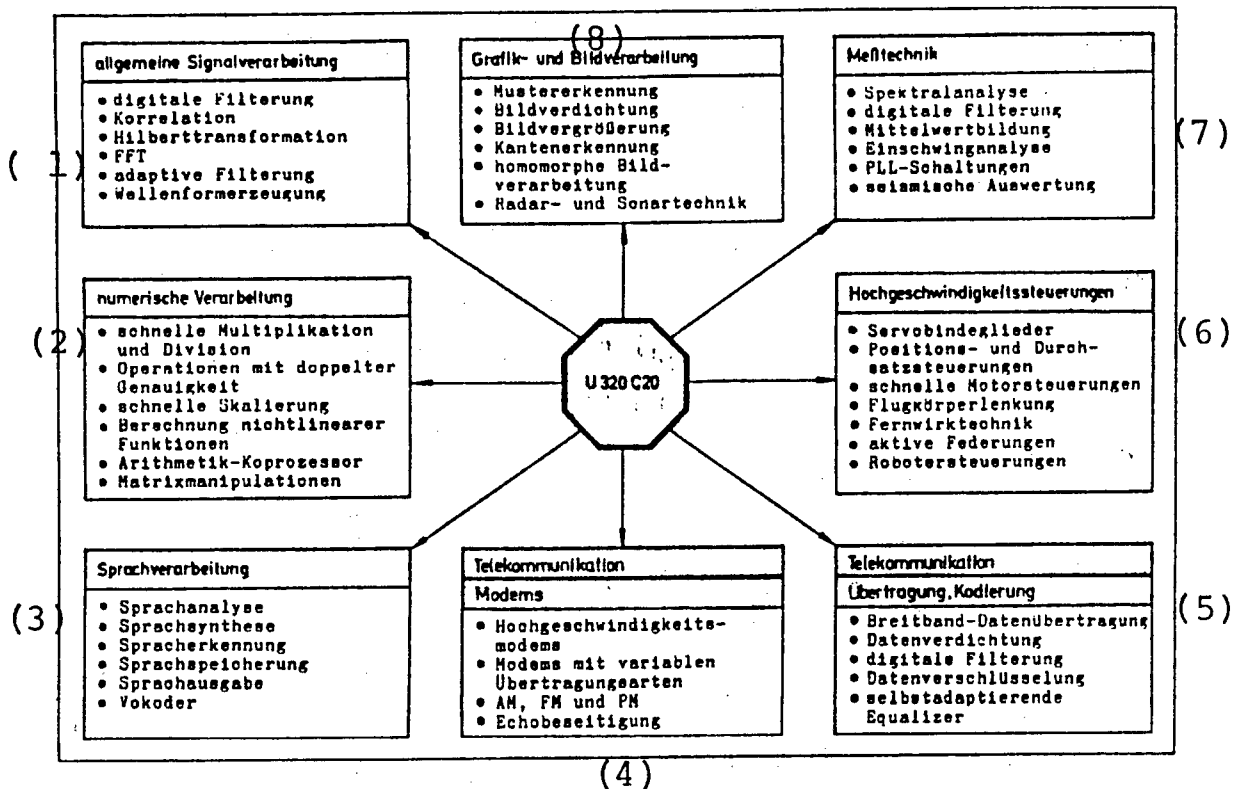 (8)
allgemeine Signalverarbeitung
• digitale Filterung
• Korrelation
• Hilberttransformation
• FFT
• adaptive Filterung
• Wellenformerzeugung
( 1)
Grafik- und Bildverarbeitung
• Mustererkennung
• Bildverdichtung
• Bildvergrößerung
• Kantenerkennung
• homomorphe Bild-
verarbeitung
• Radar- und Sonartechnik
Meßtechnik
• Spektralanalyse
• digitale Filterung
• Mittelwertbildung
• Einschwinganalyse
• PLL-Schaltungen
• seismische Auswertung
(7)
numerische Verarbeitung
• schnelle Multiplikation
und Division
• Operationen mit doppelter
Genauigkeit
• schnelle Skalierung
• Berechnung nichtlinearer
Funktionen
• Arithmetik-Koprozessor
• Matrixmanipulationen
(2)
U 320 C20
Hochgeschwindigkeitssteuerungen
• Servobindeglieder
• Positions- und Durch-
satzsteuerungen
• schnelle Motorsteuerungen
• Flugkörperlenkung
• Fernwirktechnik
• aktive Federungen
• Robotersteuerungen
(6)
Sprachverarbeitung
• Sprachanalyse
• Sprachsynthese
• Spracherkennung
• Sprachspeicherung
• Sprachausgabe
• Vokoder
(3)
Telekommunikation
Modems
• Hochgeschwindigkeits-
modems
• Modems mit variablen
Übertragungsarten
• AM, FM und PM
• Echobeseitigung
(4)
Telekommunikation
Übertragung, Kodierung
• Breitband-Datenübertragung
• Datenverdichtung
• digitale Filterung
• Datenverschlüsselung
• selbstadaptierende
Equalizer
(5)